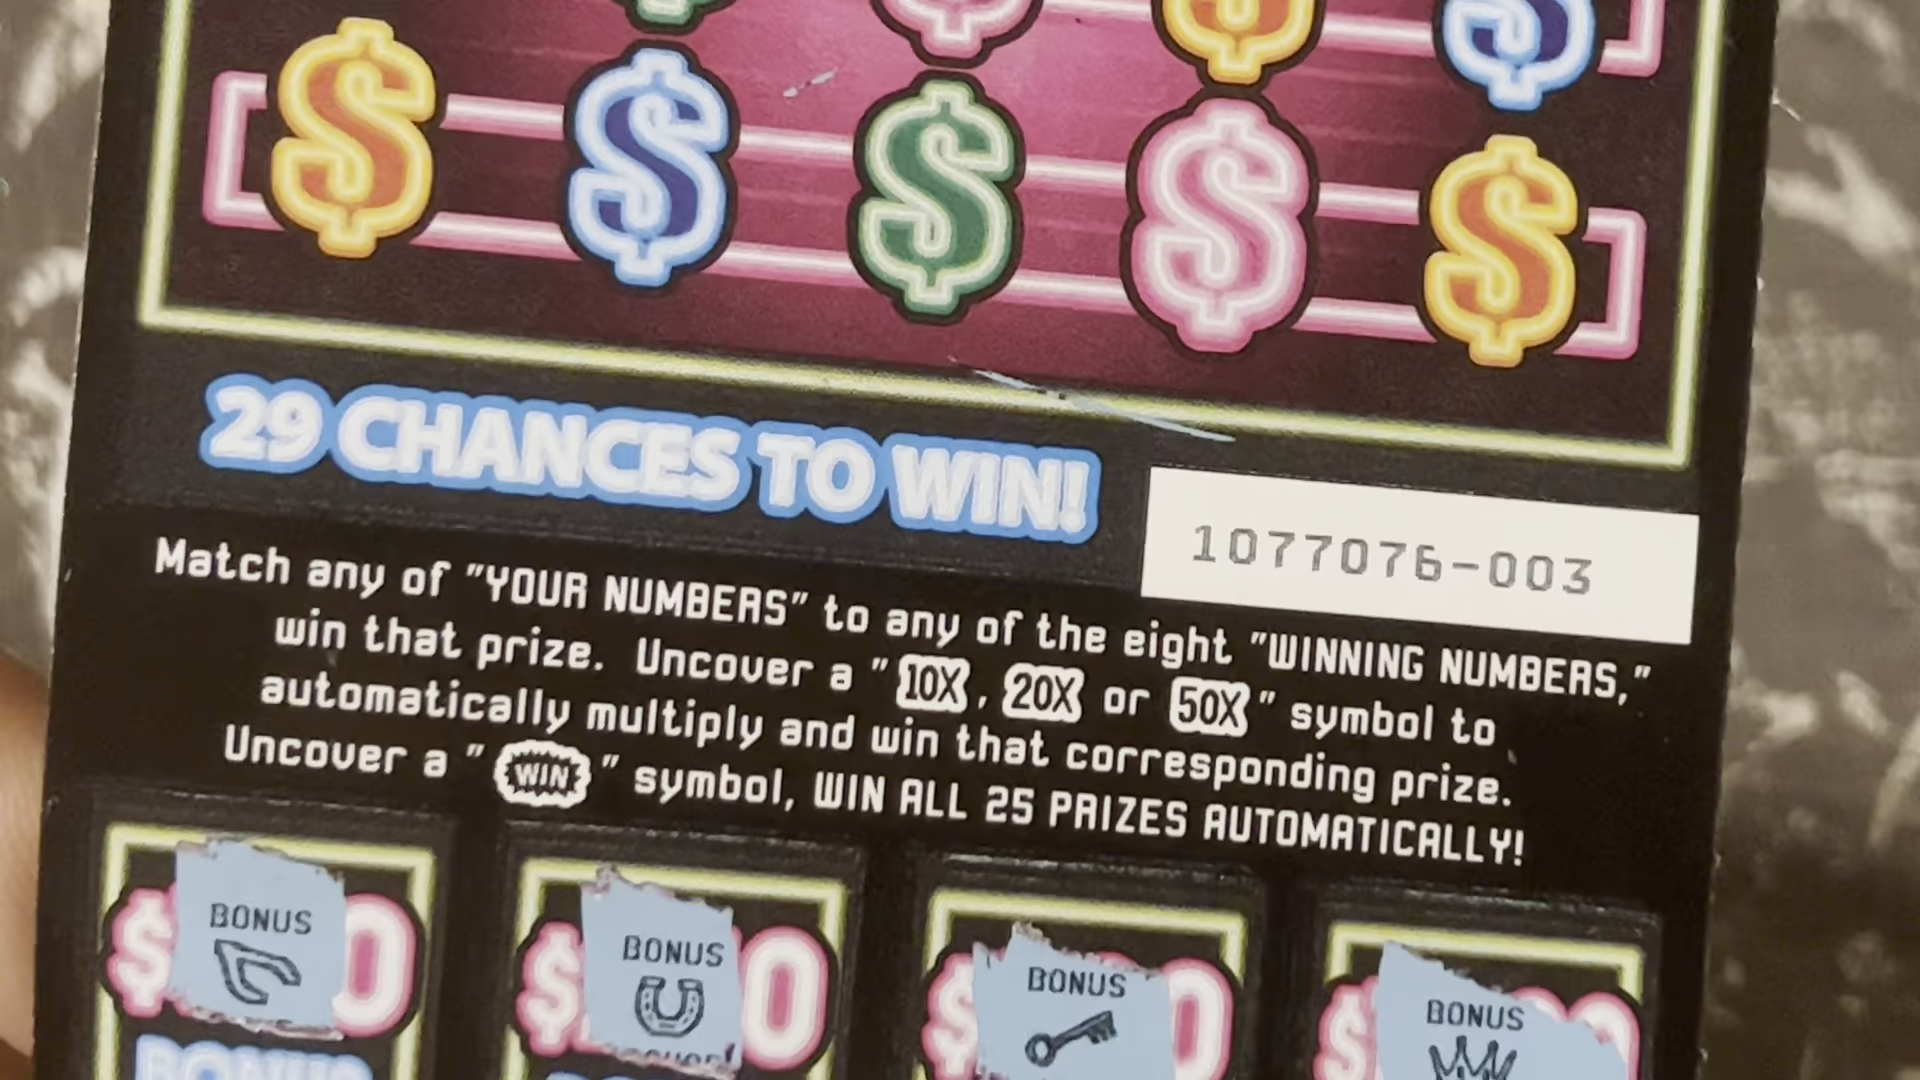 29 CHANCES TO WIN!
1077076-003
Match any of "YOUR NUMBERS" to any of the eight "WINNING NUMBERS,"
win that prize. Uncover a "10X, 20X or 50X" symbol to
automatically multiply and win that corresponding prize.
Uncover a "WIN" symbol, WIN ALL 25 PRIZES AUTOMATICALLY!
BONUS BONUS BONUS BONUS
BONUS